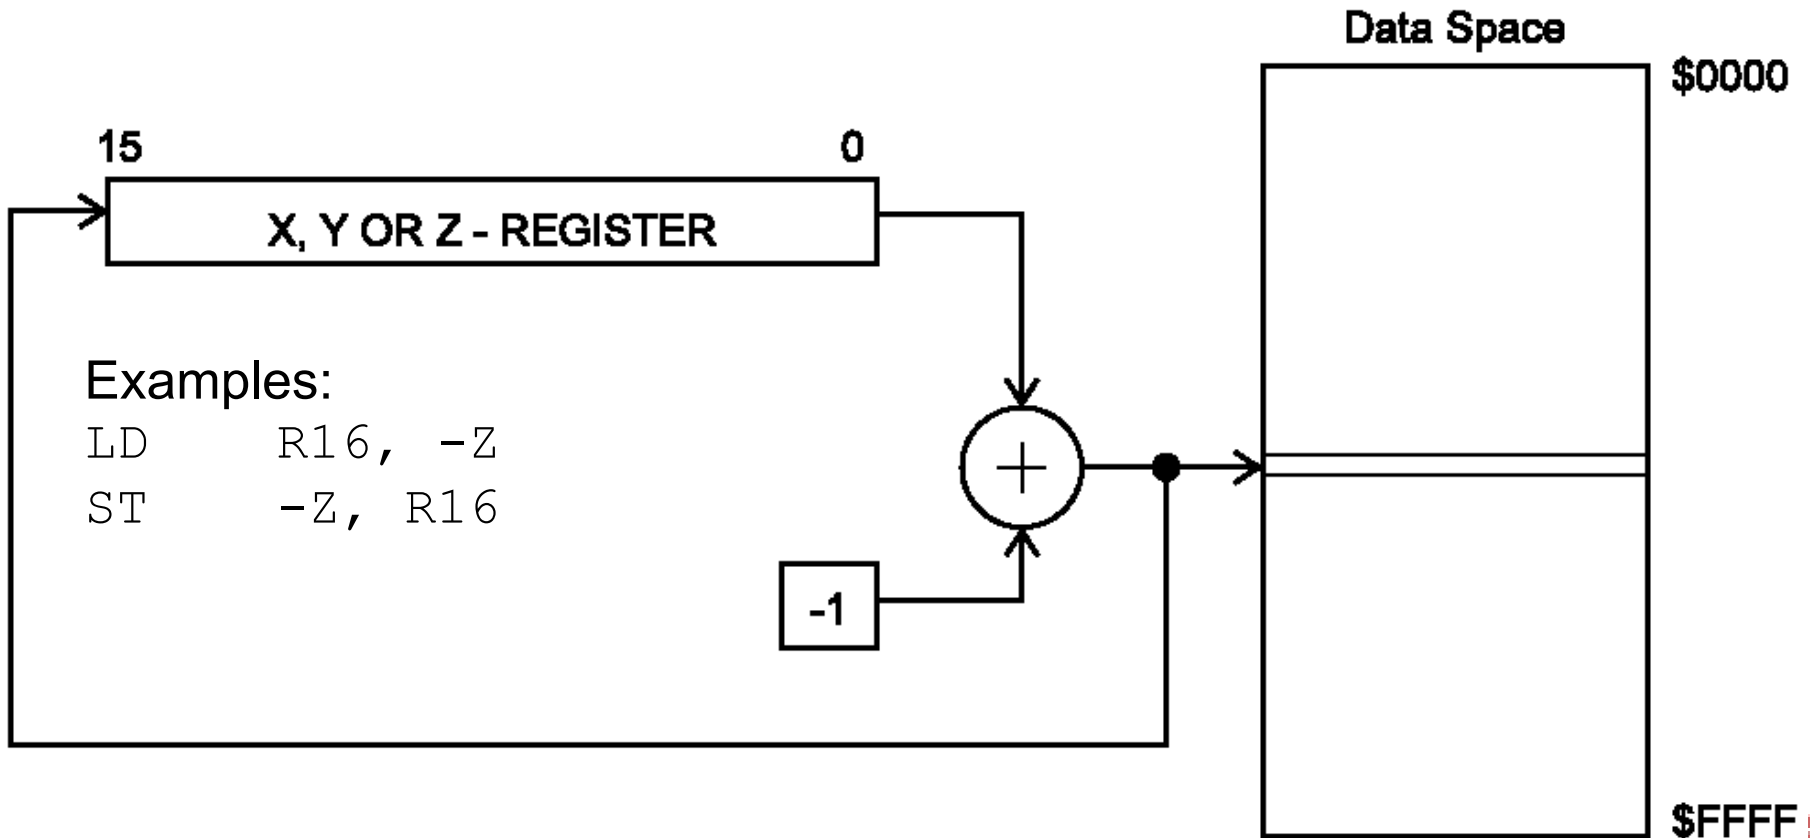 Data Space
$0000
15 0
X, Y OR Z - REGISTER
Examples:
LD R16, -Z
ST -Z, R16
-1
$FFFF